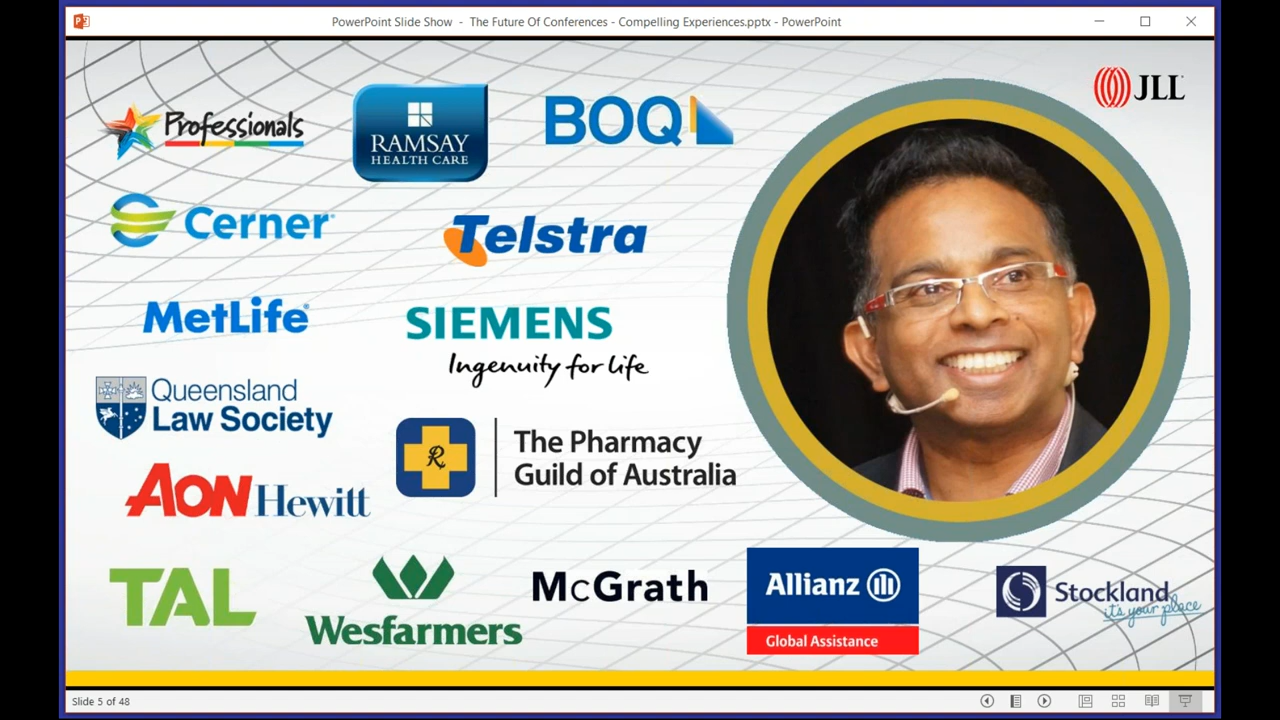 PowerPoint Slide Show - The Future Of Conferences - Compelling Experiences.pptx - PowerPoint
JLL
Professionals
RAMSAY
HEALTH CARE
BOQ
Cerner
Telstra
MetLife
SIEMENS
Ingenuity for life
Queensland
Law Society
The Pharmacy
Guild of Australia
AON Hewitt
TAL
Wesfarmers
McGrath
Allianz
Global Assistance
Stockland
it's your place
Slide 5 of 48